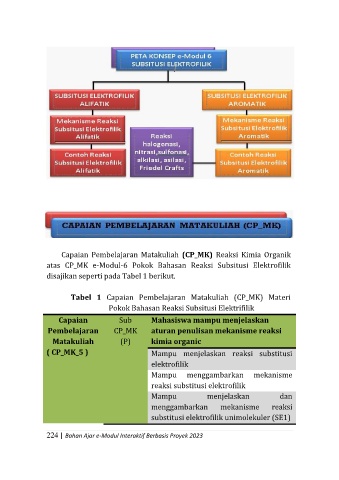 PETA KONSEP e-Modul 6
SUBSITUSI ELEKTROFILIK
SUBSITUSI ELEKTROFILIK
ALIFATIK
SUBSITUSI ELEKTROFILIK
AROMATIK
Mekanisme Reaksi
Subsitusi Elektrofilik
Alifatik
Mekanisme Reaksi
Subsitusi Elektrofilik
Aromatik
Reaksi
halogonasi,
nitrasi,sulfonasi,
alkilasi, asilasi,
Friedel Crafts
Contoh Reaksi
Subsitusi Elektrofilik
Alifatik
Contoh Reaksi
Subsitusi Elektrofilik
Aromatik
CAPAIAN PEMBELAJARAN MATAKULIAH (CP_MK)
Capaian Pembelajaran Matakuliah (CP_MK) Reaksi Kimia Organik
atas CP_MK e-Modul-6 Pokok Bahasan Reaksi Subsitusi Elektrofilik
disajikan seperti pada Tabel 1 berikut.
Tabel 1 Capaian Pembelajaran Matakuliah (CP_MK) Materi
Pokok Bahasan Reaksi Subsitusi Elektrifilik
Capaian
Pembelajaran
Matakuliah
( CP_MK_5 )
Sub
CP_MK
(P)
Mahasiswa mampu menjelaskan
aturan penulisan mekanisme reaksi
kimia organic
Mampu menjelaskan reaksi substitusi
elektrofilik
Mampu menggambarkan mekanisme
reaksi substitusi elektrofilik
Mampu menjelaskan dan
menggambarkan mekanisme reaksi
substitusi elektrofilik unimolekuler (SE1)
224 | Bahan Ajar e-Modul Interaktif Berbasis Proyek 2023